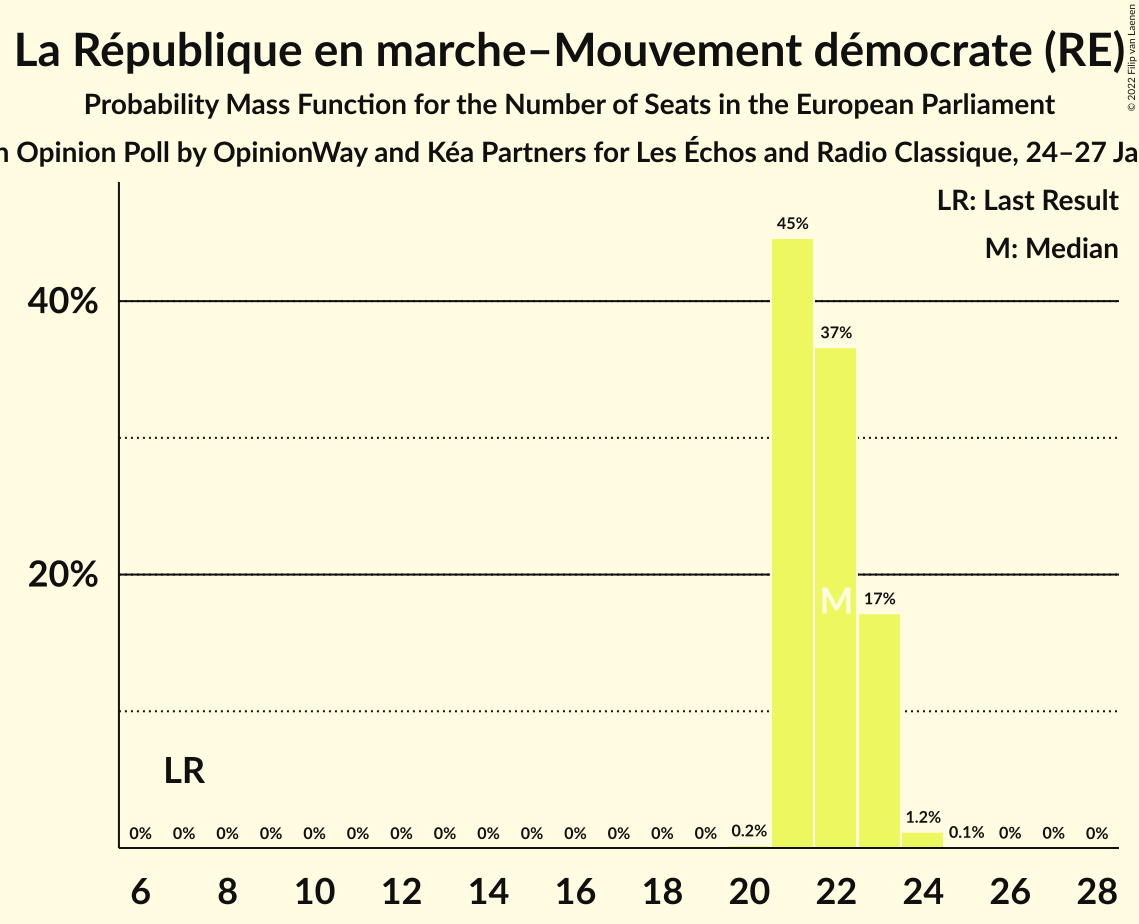 La République en marche–Mouvement démocrate (RE)
© 2022 Filip van Laenen
Probability Mass Function for the Number of Seats in the European Parliament
Opinion Poll by OpinionWay and Kéa Partners for Les Échos and Radio Classique, 24–27
LR: Last Result
M: Median
45%
40%
37%
20%
M
17%
LR
0% 0% 0% 0% 0% 0% 0% 0% 0% 0% 0% 0% 0% 0% 0.2% 1.2% 0.1% 0% 0% 0%
6 8 10 12 14 16 18 20 22 24 26 28